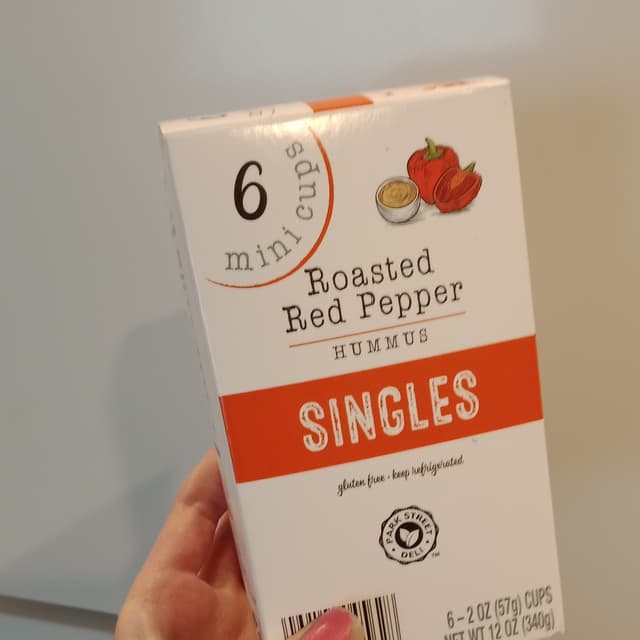 6
mini cups
Roasted
Red Pepper
HUMMUS
SINGLES
gluten free • keep refrigerated
PARK STREET
DELI
TM
6 – 2 OZ (57g) CUPS
NET WT 12 OZ (340g)